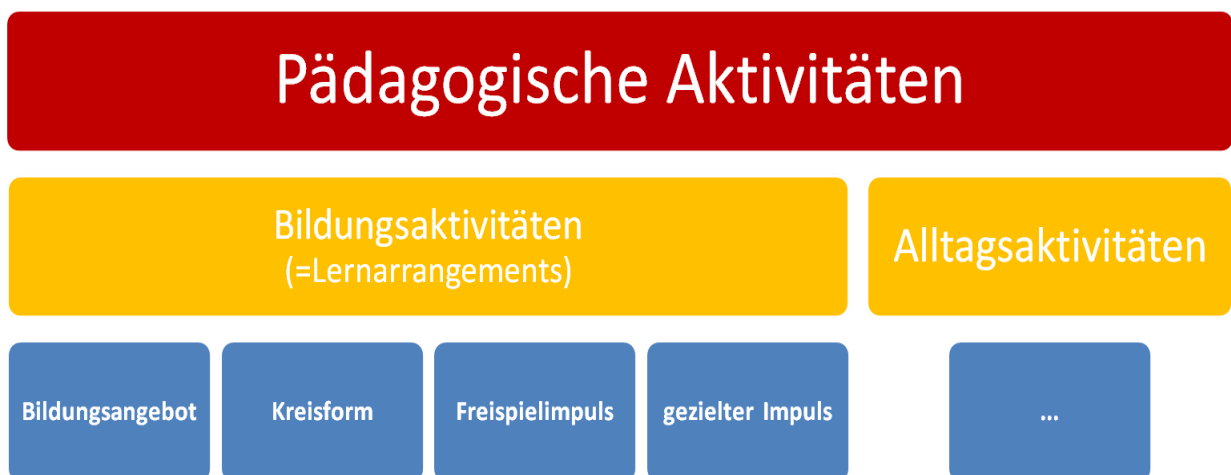 Pädagogische Aktivitäten
Bildungsaktivitäten
(=Lernarrangements)
Alltagsaktivitäten
Bildungsangebot
Kreisform
Freispielimpuls
gezielter Impuls
...